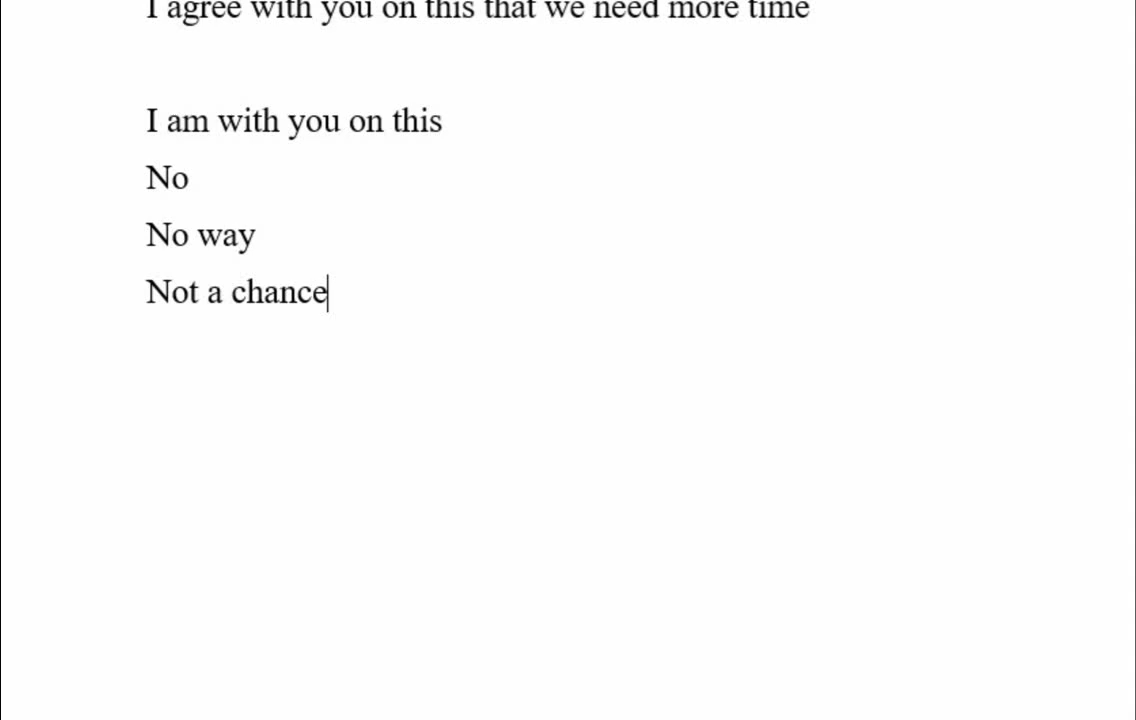 I agree with you on this that we need more time
I am with you on this
No
No way
Not a chance